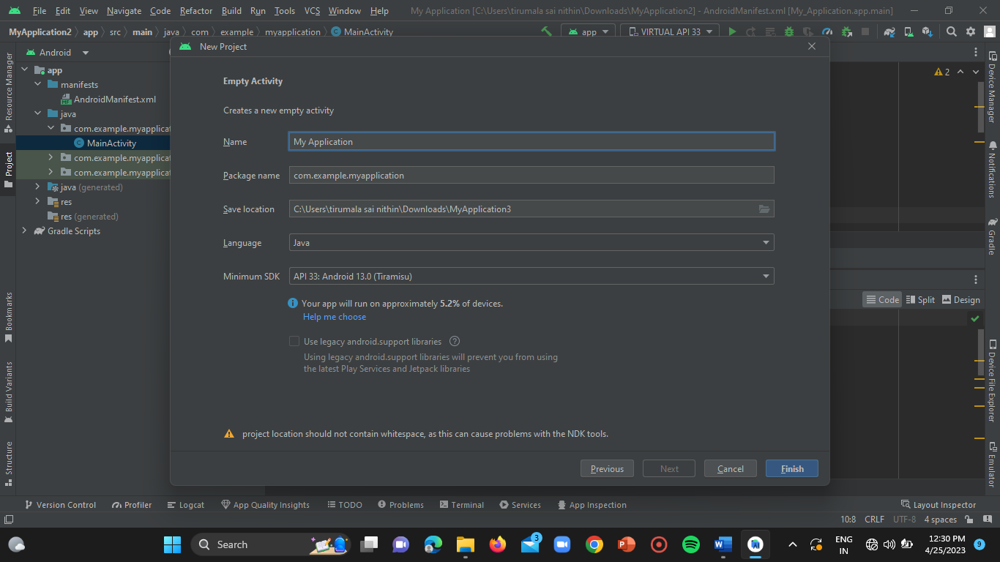 File Edit View Navigate Code Refactor Build Run Tools VCS Window Help My Application [C:\Users\tirumala sai nithin\Downloads\MyApplication2] - AndroidManifest.xml [My_Application.app.main]
MyApplication2 app src main java com example myapplication MainActivity app VIRTUAL API 33
Android
New Project
app
manifests
AndroidManifest.xml
java
com.example.myapplicat
MainActivity
com.example.myapplicat
com.example.myapplicat
java (generated)
res
res (generated)
Gradle Scripts
Resource Manager
Project
Bookmarks
Build Variants
Structure
Empty Activity
Creates a new empty activity
Name My Application
Package name com.example.myapplication
Save location C:\Users\tirumala sai nithin\Downloads\MyApplication3
Language Java
Minimum SDK API 33: Android 13.0 (Tiramisu)
Your app will run on approximately 5.2% of devices.
Help me choose
Use legacy android.support libraries ?
Using legacy android.support libraries will prevent you from using
the latest Play Services and Jetpack libraries
project location should not contain whitespace, as this can cause problems with the NDK tools.
Previous Next Cancel Finish
2
Code Split Design
Device Manager
Notifications
Gradle
Device File Explorer
Emulator
Version Control Profiler Logcat App Quality Insights TODO Problems Terminal Services App Inspection Layout Inspector
10:8 CRLF UTF-8 4 spaces
Search 3 ENG 12:30 PM
IN 4/25/2023 9